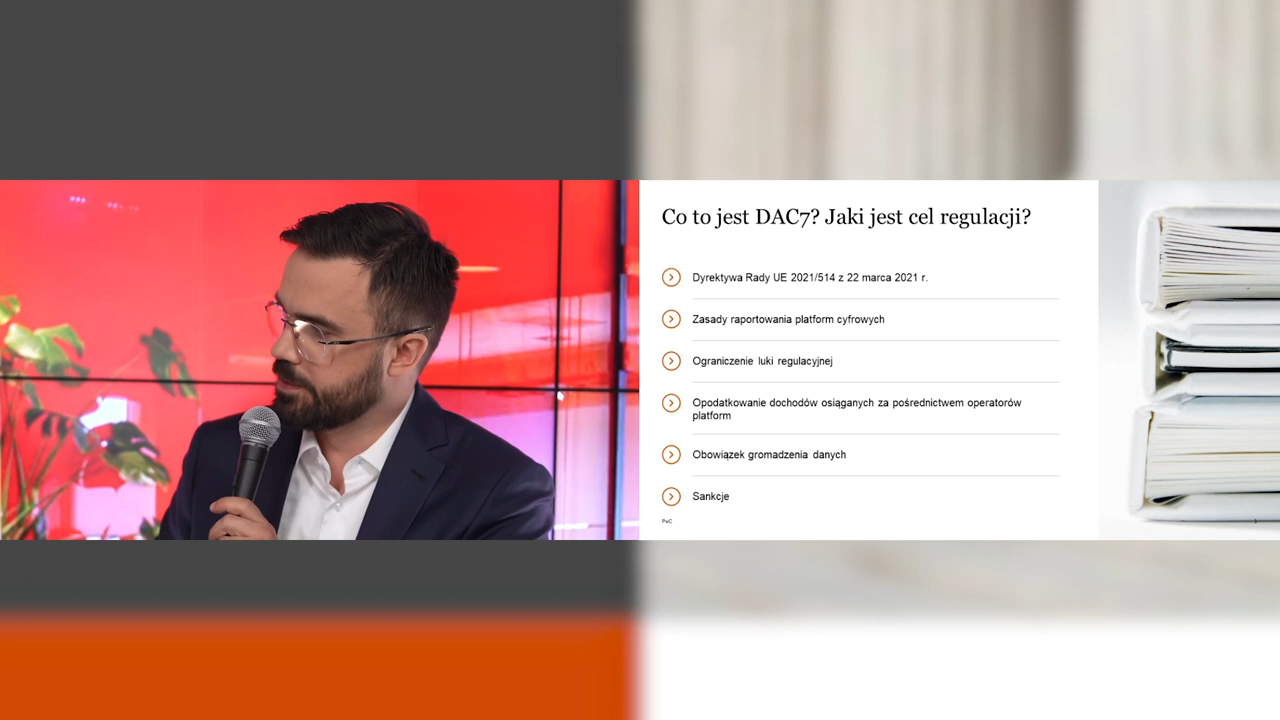 Co to jest DAC7? Jaki jest cel regulacji?
Dyrektywa Rady UE 2021/514 z 22 marca 2021 r.
Zasady raportowania platform cyfrowych
Ograniczenie luki regulacyjnej
Opodatkowanie dochodów osiąganych za pośrednictwem operatorów
platform
Obowiązek gromadzenia danych
Sankcje
PwC